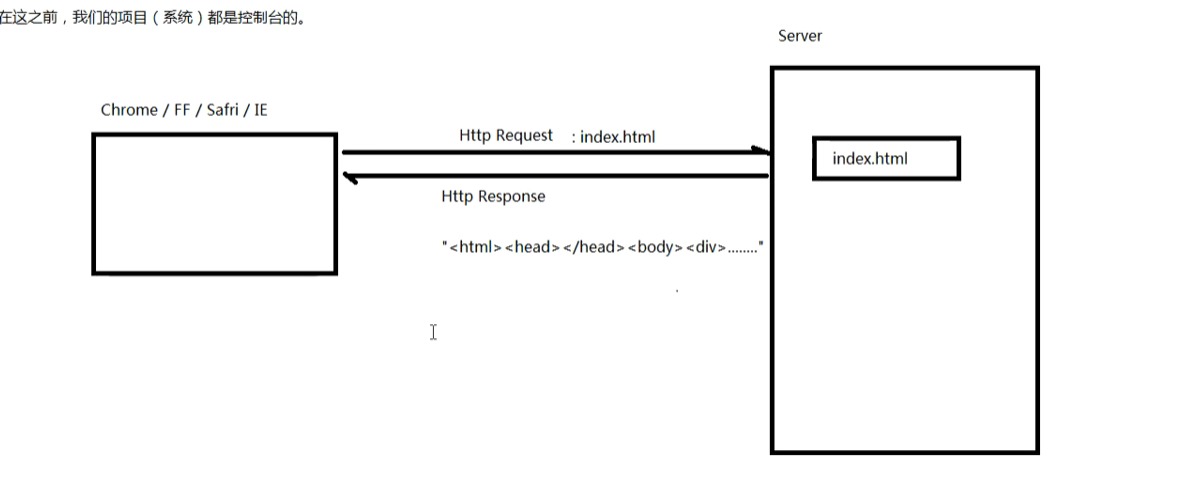 在这之前，我们的项目（系统）都是控制台的。
Server
Chrome / FF / Safri / IE
Http Request : index.html
index.html
Http Response
"<html><head></head><body><div>........"